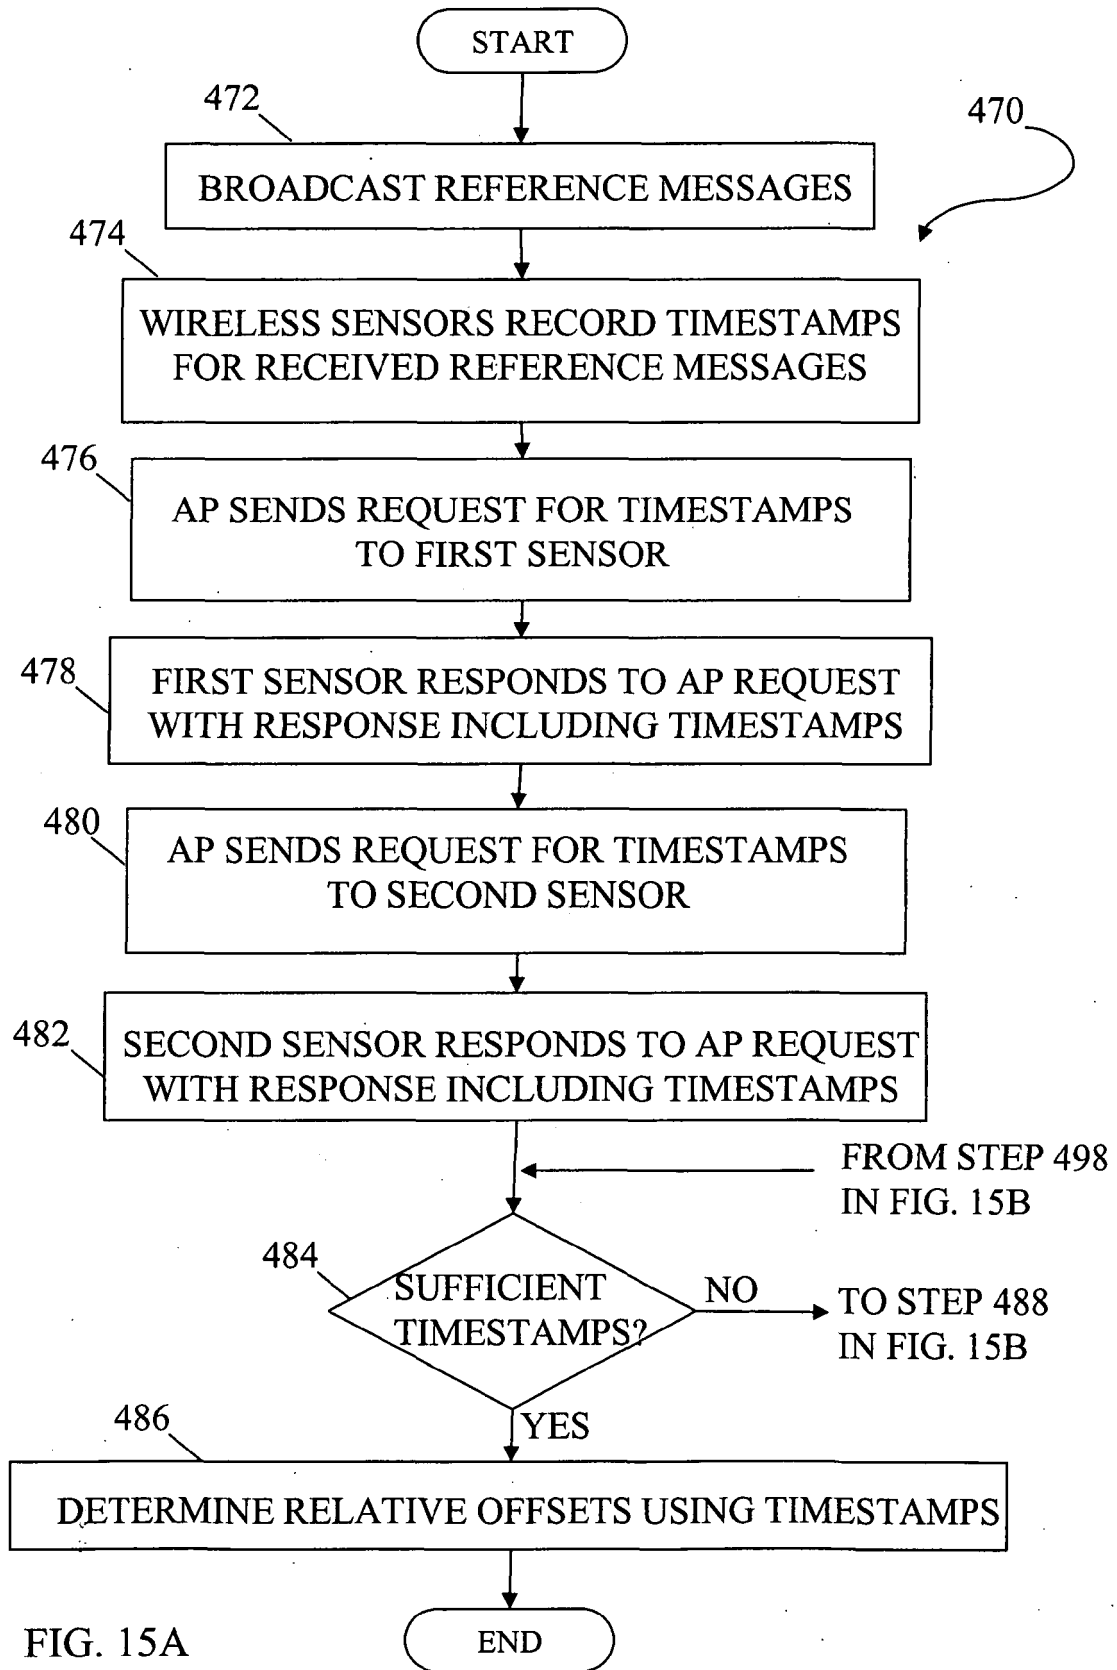 START
472
470
BROADCAST REFERENCE MESSAGES
474
WIRELESS SENSORS RECORD TIMESTAMPS
FOR RECEIVED REFERENCE MESSAGES
476
AP SENDS REQUEST FOR TIMESTAMPS
TO FIRST SENSOR
478
FIRST SENSOR RESPONDS TO AP REQUEST
WITH RESPONSE INCLUDING TIMESTAMPS
480
AP SENDS REQUEST FOR TIMESTAMPS
TO SECOND SENSOR
482
SECOND SENSOR RESPONDS TO AP REQUEST
WITH RESPONSE INCLUDING TIMESTAMPS
FROM STEP 498
IN FIG. 15B
484
SUFFICIENT
TIMESTAMPS?
NO
TO STEP 488
IN FIG. 15B
YES
486
DETERMINE RELATIVE OFFSETS USING TIMESTAMPS
END
FIG. 15A